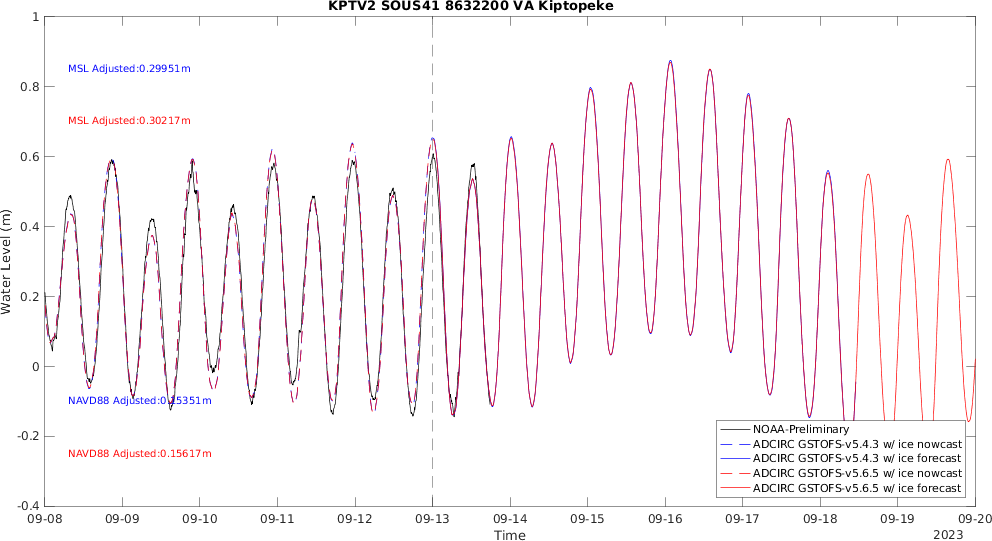 KPTV2 SOUS41 8632200 VA Kiptopeke
Water Level (m)
1
0.8
0.6
0.4
0.2
0
-0.2
-0.4
MSL Adjusted:0.29951m
MSL Adjusted:0.30217m
NAVD88 Adjusted:0.15351m
NAVD88 Adjusted:0.15617m
NOAA-Preliminary
ADCIRC GSTOFS-v5.4.3 w/ ice nowcast
ADCIRC GSTOFS-v5.4.3 w/ ice forecast
ADCIRC GSTOFS-v5.6.5 w/ ice nowcast
ADCIRC GSTOFS-v5.6.5 w/ ice forecast
09-08 09-09 09-10 09-11 09-12 09-13 09-14 09-15 09-16 09-17 09-18 09-19 09-20
Time
2023